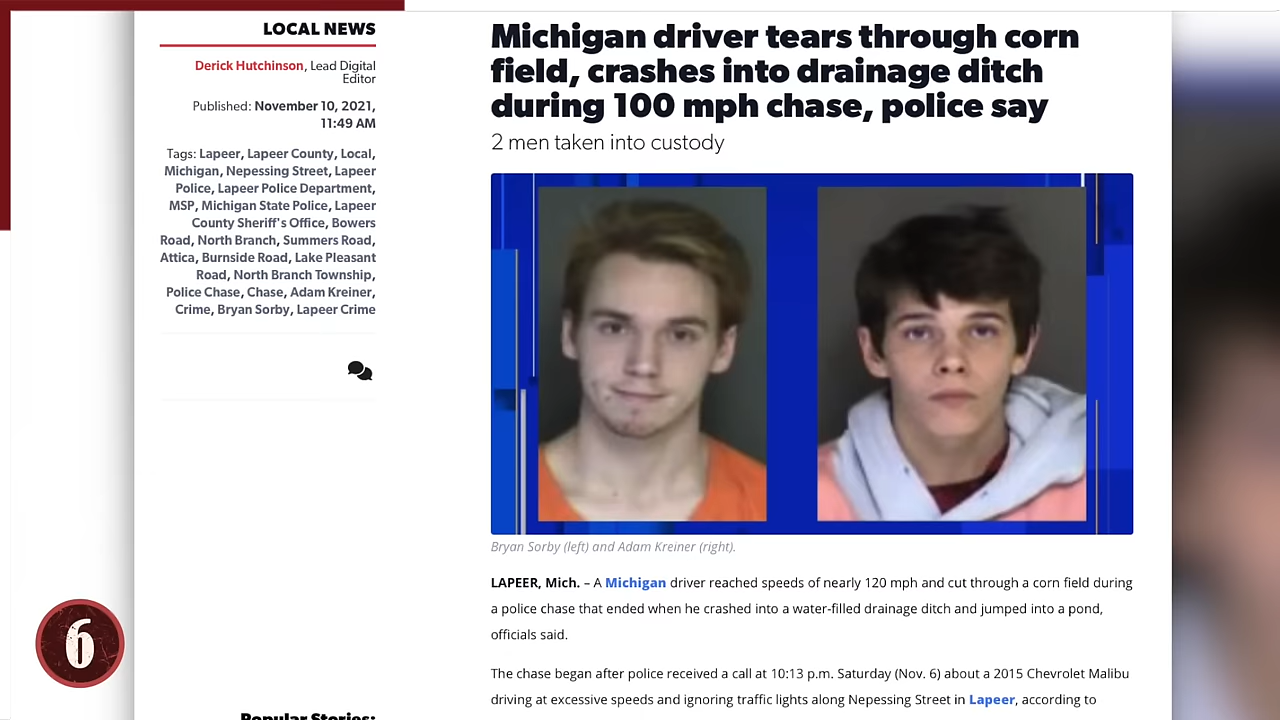 LOCAL NEWS
Derick Hutchinson, Lead Digital
Editor
Published: November 10, 2021,
11:49 AM
Tags: Lapeer, Lapeer County, Local,
Michigan, Nepessing Street, Lapeer
Police, Lapeer Police Department,
MSP, Michigan State Police, Lapeer
County Sheriff's Office, Bowers
Road, North Branch, Summers Road,
Attica, Burnside Road, Lake Pleasant
Road, North Branch Township,
Police Chase, Chase, Adam Kreiner,
Crime, Bryan Sorby, Lapeer Crime
Popular Stories:
Michigan driver tears through corn
field, crashes into drainage ditch
during 100 mph chase, police say
2 men taken into custody
Bryan Sorby (left) and Adam Kreiner (right).
LAPEER, Mich. – A Michigan driver reached speeds of nearly 120 mph and cut through a corn field during
a police chase that ended when he crashed into a water-filled drainage ditch and jumped into a pond,
officials said.
The chase began after police received a call at 10:13 p.m. Saturday (Nov. 6) about a 2015 Chevrolet Malibu
driving at excessive speeds and ignoring traffic lights along Nepessing Street in Lapeer, according to
6